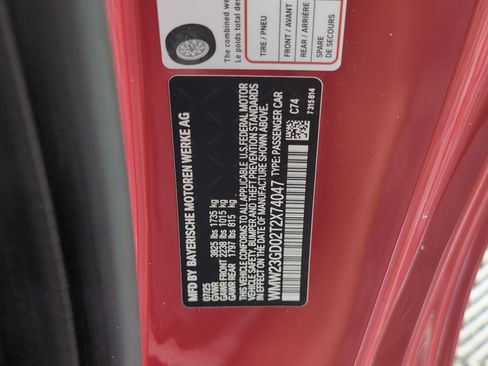 The combined we
Le poids total des
TIRE / PNEU
FRONT / AVANT
REAR / ARRIÈRE
SPARE
DE SECOURS
MFD BY BAYERISCHE MOTOREN WERKE AG
07/25
GVWR 3825 lbs 1735 kg
GAWR FRONT 2238 lbs 1015 kg
GAWR REAR 1797 lbs 815 kg
THIS VEHICLE CONFORMS TO ALL APPLICABLE U.S. FEDERAL MOTOR
VEHICLE SAFETY, BUMPER AND THEFT PREVENTION STANDARDS
IN EFFECT ON THE DATE OF MANUFACTURE SHOWN ABOVE.
WMW23GD02T2X74047 TYPE: PASSENGER CAR
C74
7315814